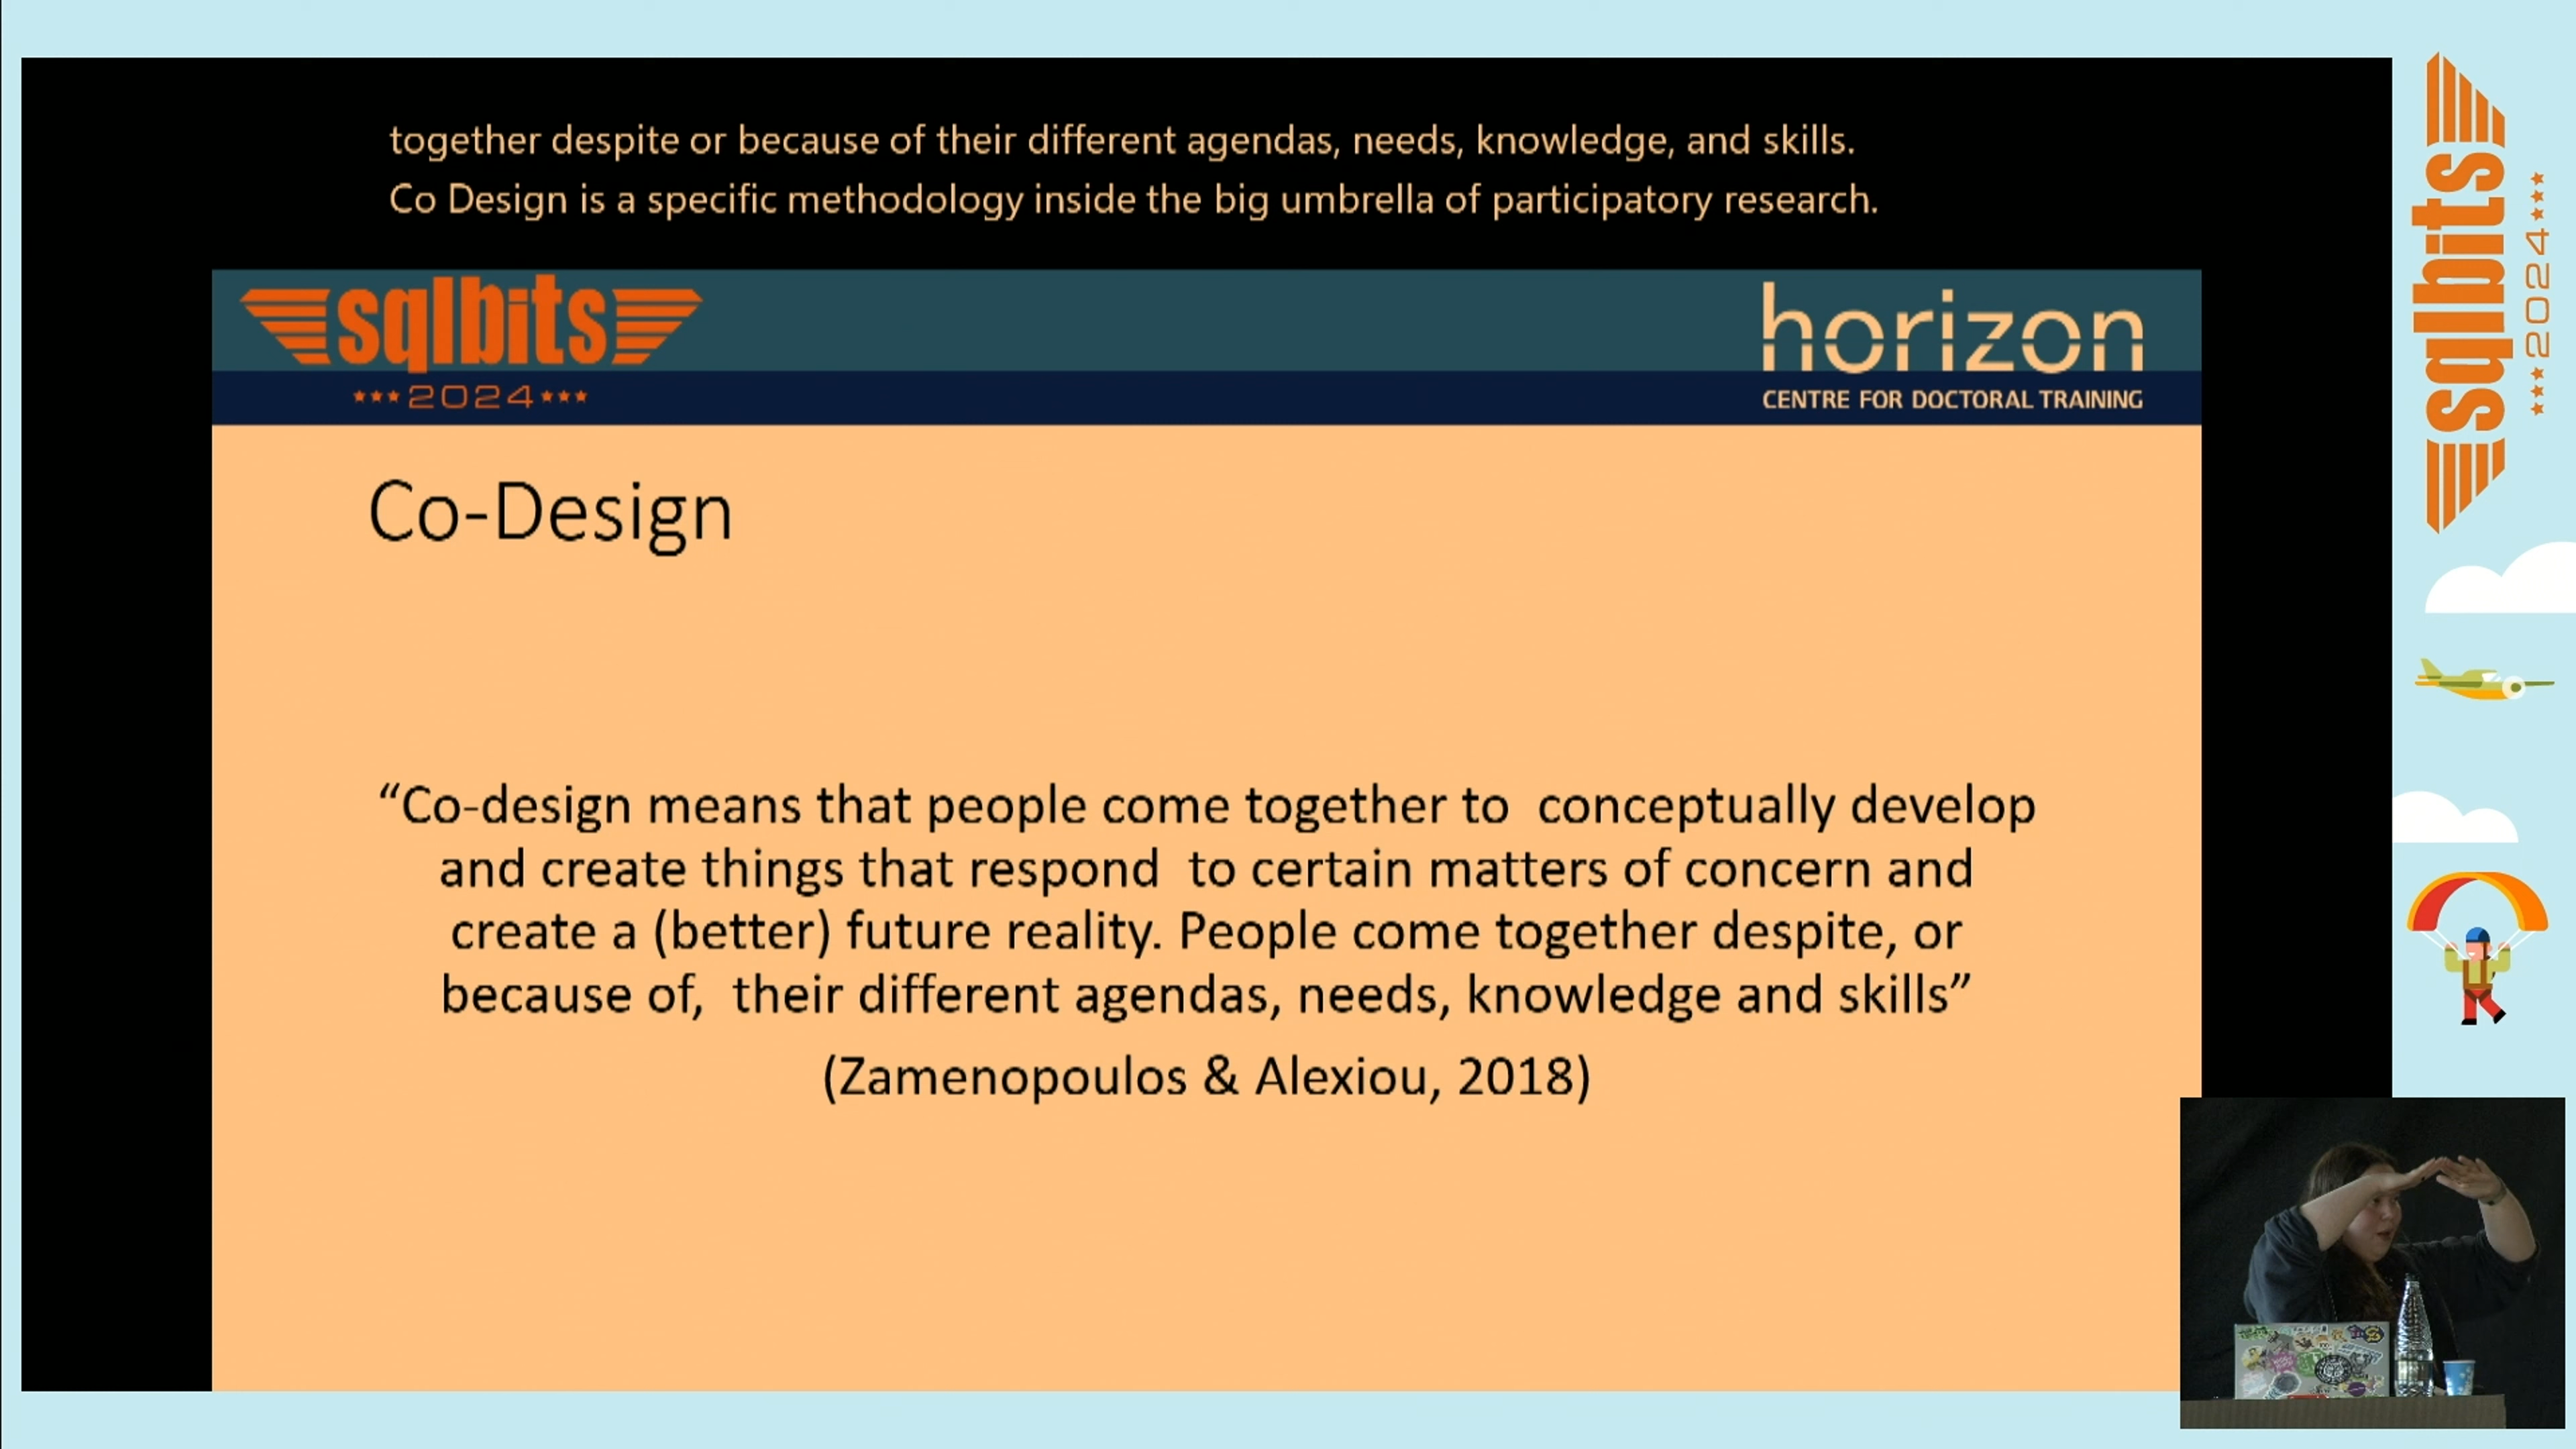 together despite or because of their different agendas, needs, knowledge, and skills.
Co Design is a specific methodology inside the big umbrella of participatory research.
sqlbits
2024
horizon
CENTRE FOR DOCTORAL TRAINING
Co-Design
“Co-design means that people come together to  conceptually develop
and create things that respond  to certain matters of concern and
create a (better) future reality. People come together despite, or
because of,  their different agendas, needs, knowledge and skills”
(Zamenopoulos & Alexiou, 2018)
sqlbits
2024